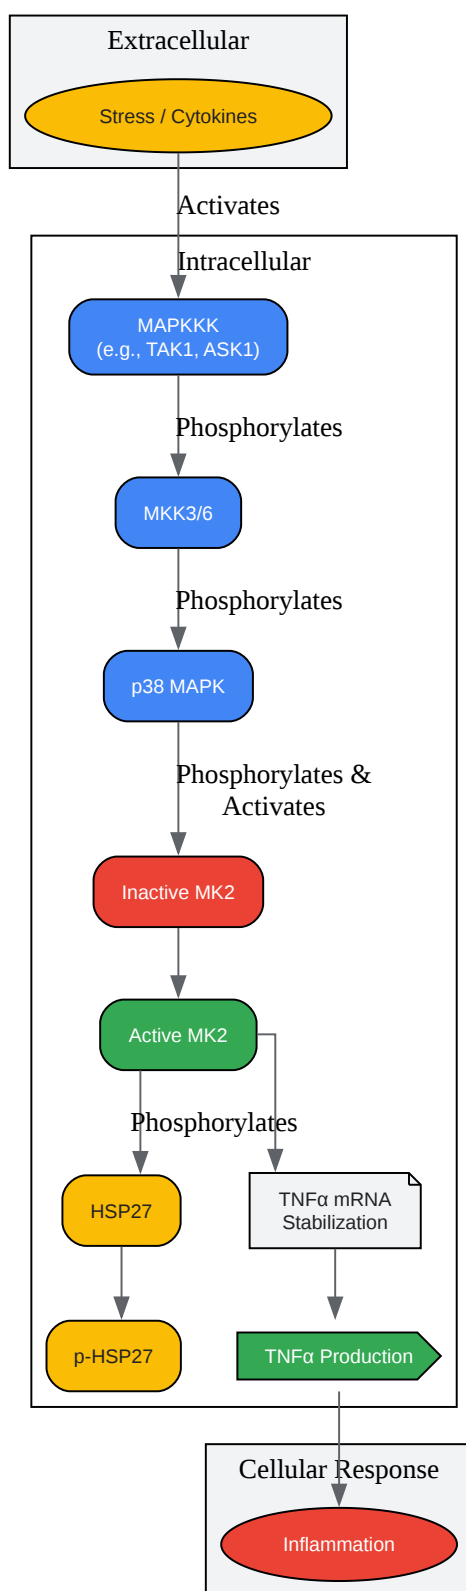 Extracellular
Stress / Cytokines
Activates
Intracellular
MAPKKK
(e.g., TAK1, ASK1)
Phosphorylates
MKK3/6
Phosphorylates
p38 MAPK
Phosphorylates &
Activates
Inactive MK2
Active MK2
Phosphorylates
HSP27
TNFα mRNA
Stabilization
p-HSP27
TNFα Production
Cellular Response
Inflammation